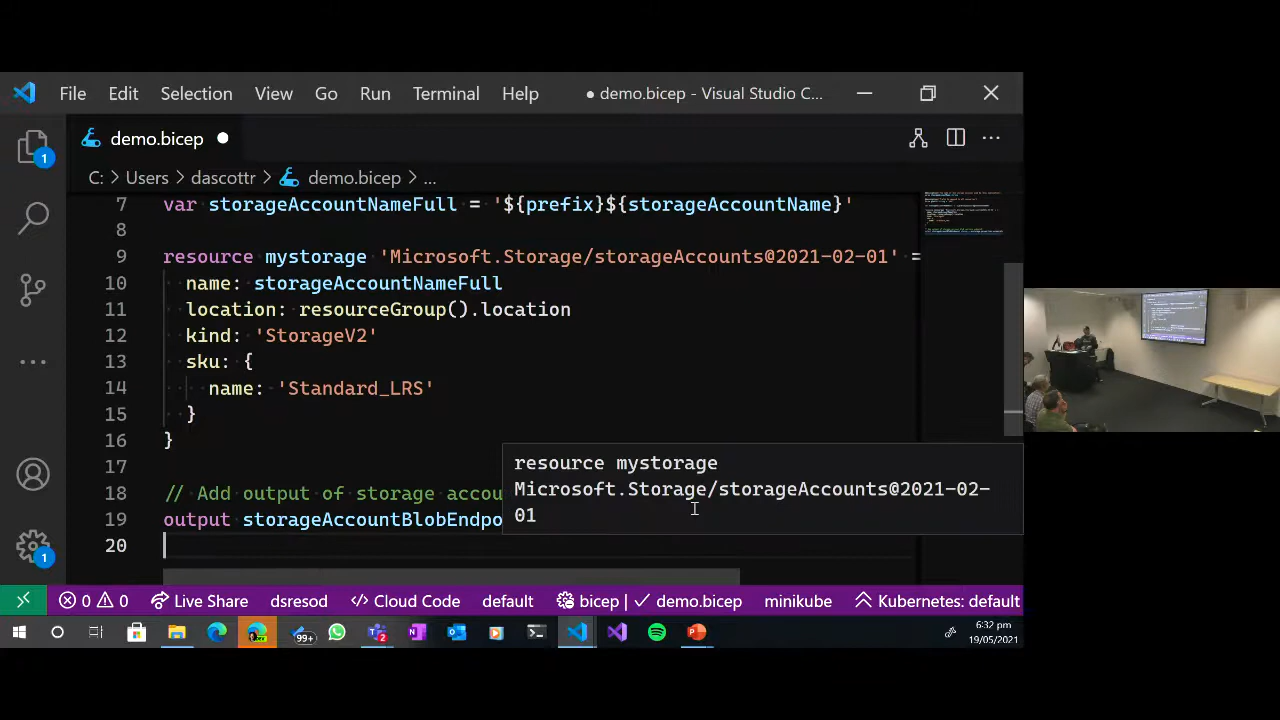 File Edit Selection View Go Run Terminal Help ● demo.bicep - Visual Studio C...
1
demo.bicep
C: Users dascottr demo.bicep ...
7 var storageAccountNameFull = '${prefix}${storageAccountName}'
8
9 resource mystorage 'Microsoft.Storage/storageAccounts@2021-02-01' =
10 name: storageAccountNameFull
11 location: resourceGroup().location
12 kind: 'StorageV2'
13 sku: {
14 name: 'Standard_LRS'
15 }
16 }
17
18 // Add output of storage accou
19 output storageAccountBlobEndpo
20
resource mystorage
Microsoft.Storage/storageAccounts@2021-02-
01
1
0 0 Live Share dsresod Cloud Code default bicep | demo.bicep minikube Kubernetes: default
99+
2
6:32 pm
19/05/2021